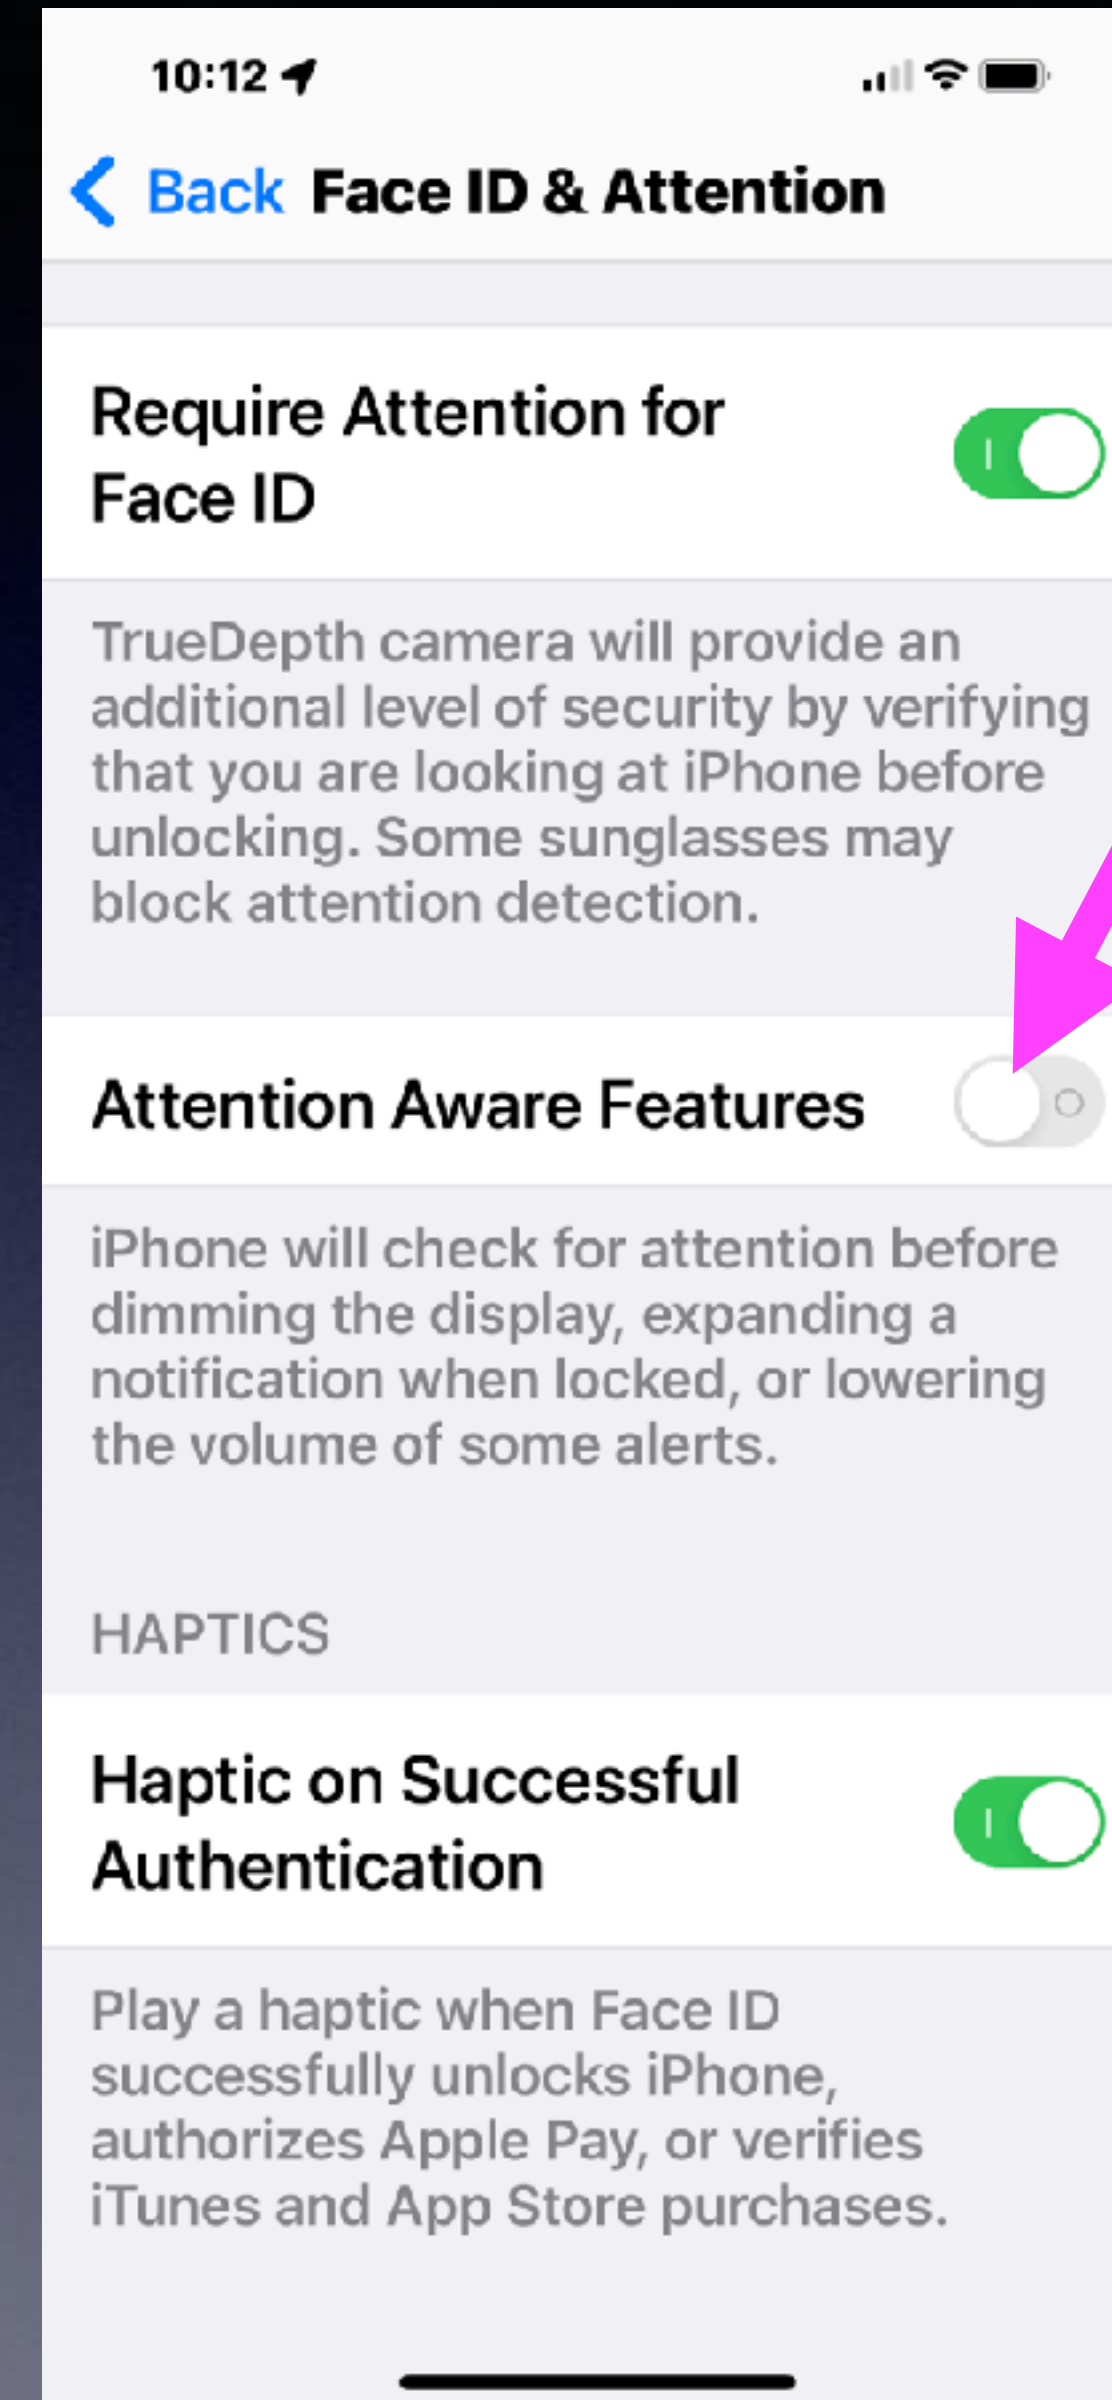 10:12
Back Face ID & Attention
Require Attention for
Face ID
TrueDepth camera will provide an
additional level of security by verifying
that you are looking at iPhone before
unlocking. Some sunglasses may
block attention detection.
Attention Aware Features
iPhone will check for attention before
dimming the display, expanding a
notification when locked, or lowering
the volume of some alerts.
HAPTICS
Haptic on Successful
Authentication
Play a haptic when Face ID
successfully unlocks iPhone,
authorizes Apple Pay, or verifies
iTunes and App Store purchases.